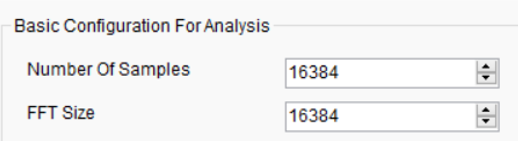 Basic Configuration For Analysis
Number Of Samples 16384
FFT Size 16384